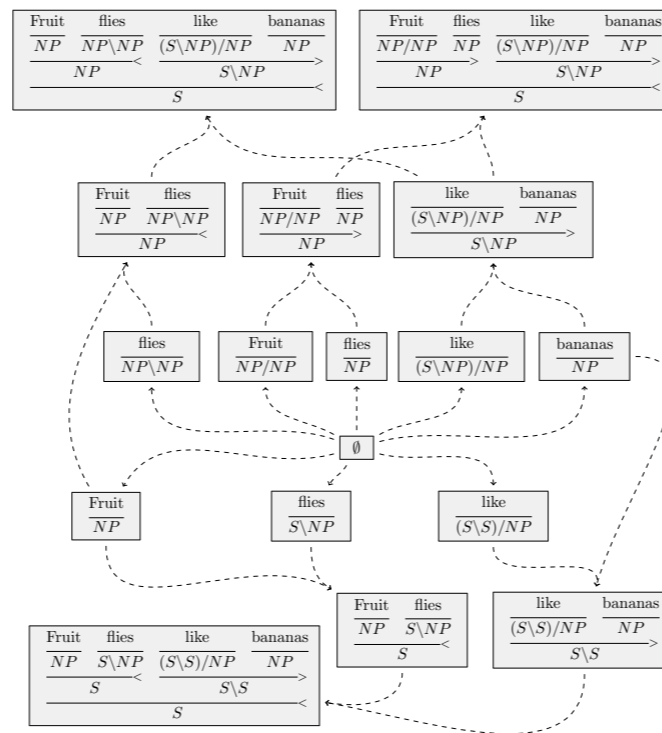 Fruit flies like bananas
NP NP\NP (S\NP)/NP NP
NP < S\NP >
S <
Fruit flies like bananas
NP/NP NP (S\NP)/NP NP
NP > S\NP >
S <
Fruit flies
NP NP\NP
NP <
Fruit flies
NP/NP NP
NP >
like bananas
(S\NP)/NP NP
S\NP >
flies
NP\NP
Fruit
NP/NP
flies
NP
like
(S\NP)/NP
bananas
NP
∅
Fruit
NP
flies
S\NP
like
(S\S)/NP
Fruit flies
NP S\NP
S <
like bananas
(S\S)/NP NP
S\S >
Fruit flies like bananas
NP S\NP (S\S)/NP NP
S < S\S >
S <